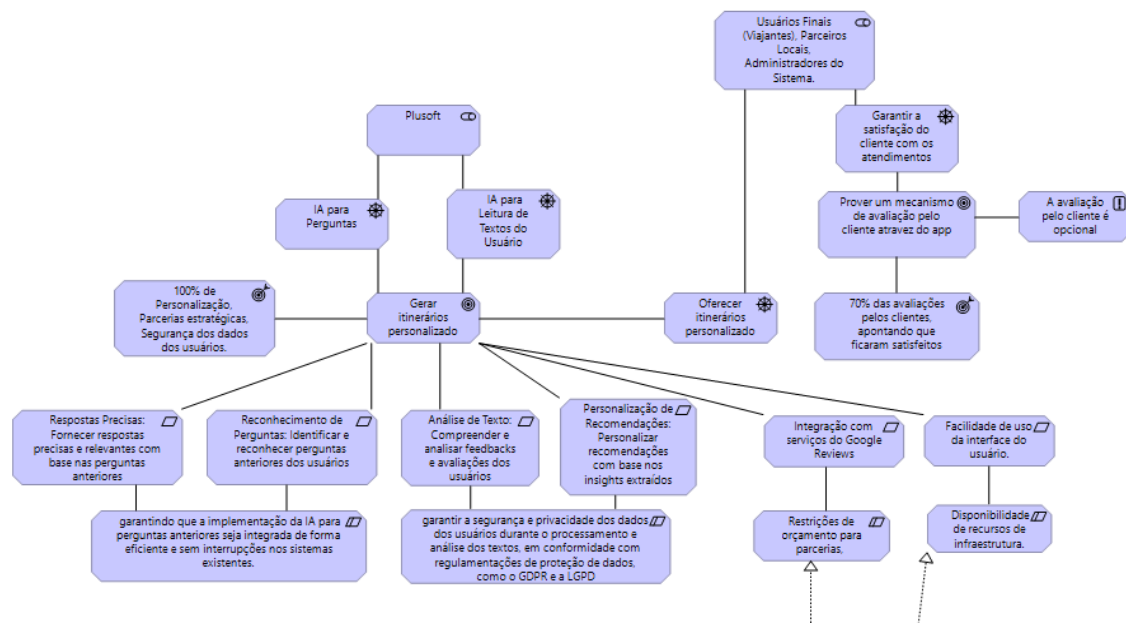 Usuários Finais
(Viajantes), Parceiros
Locais,
Administradores do
Sistema.
Plusoft
Garantir a
satisfação do
cliente com os
atendimentos
IA para
Perguntas
IA para
Leitura de
Textos do
Usuário
Prover um mecanismo
de avaliação pelo
cliente atravez do app
A avaliação
pelo cliente é
opcional
100% de
Personalização,
Parcerias estratégicas,
Segurança dos dados
dos usuários.
Gerar
itinerários
personalizado
Oferecer
itinerários
personalizado
70% das avaliações
pelos clientes,
apontando que
ficaram satisfeitos
Respostas Precisas:
Fornecer respostas
precisas e relevantes com
base nas perguntas
anteriores
Reconhecimento de
Perguntas: Identificar e
reconhecer perguntas
anteriores dos usuários
Análise de Texto:
Compreender e
analisar feedbacks
e avaliações dos
usuários
Personalização de
Recomendações:
Personalizar
recomendações
com base nos
insights extraídos
Integração com
serviços do Google
Reviews
Facilidade de uso
da interface do
usuário.
garantindo que a implementação da IA para
perguntas anteriores seja integrada de forma
eficiente e sem interrupções nos sistemas
existentes.
garantir a segurança e privacidade dos dados
dos usuários durante o processamento e
análise dos textos, em conformidade com
regulamentações de proteção de dados,
como o GDPR e a LGPD
Restrições de
orçamento para
parcerias,
Disponibilidade
de recursos de
infraestrutura.